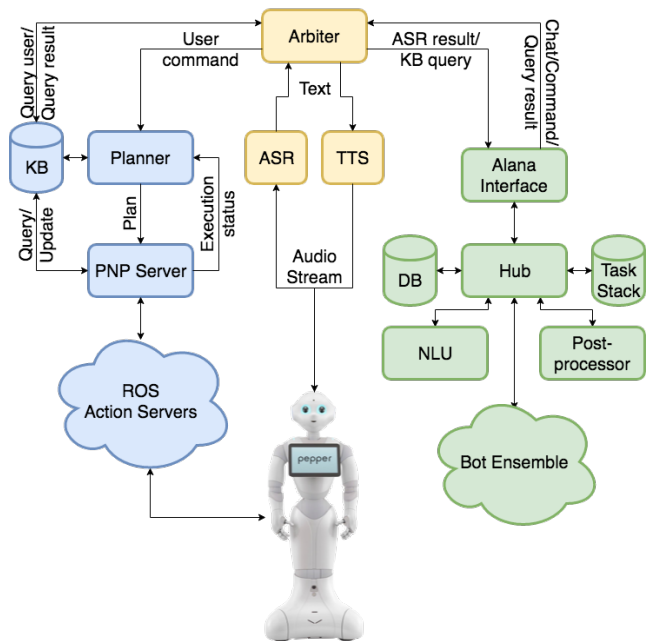 Arbiter
User
command
ASR result/
KB query
Query user/
Query result
Chat/Command/
Query result
Text
KB
Planner
ASR
TTS
Alana
Interface
Query/
Update
Plan
Execution
status
PNP Server
Audio
Stream
DB
Hub
Task
Stack
NLU
Post-
processor
ROS
Action Servers
Bot Ensemble
pepper